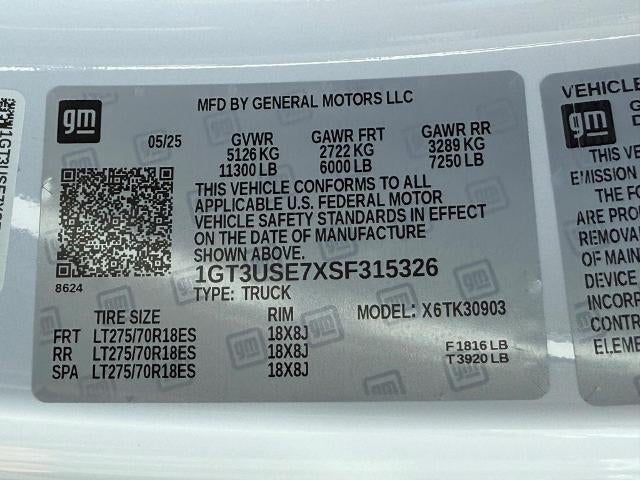 gm
MFD BY GENERAL MOTORS LLC
05/25
GVWR GAWR FRT GAWR RR
5126 KG 2722 KG 3289 KG
11300 LB 6000 LB 7250 LB
THIS VEHICLE CONFORMS TO ALL
APPLICABLE U.S. FEDERAL MOTOR
VEHICLE SAFETY STANDARDS IN EFFECT
ON THE DATE OF MANUFACTURE
SHOWN ABOVE.
8624
1GT3USE7XSF315326
TYPE: TRUCK
MODEL: X6TK30903
TIRE SIZE RIM
FRT LT275/70R18ES 18X8J
RR LT275/70R18ES 18X8J
SPA LT275/70R18ES 18X8J
F 1816 LB
T 3920 LB
VEHICLE
gm
THIS VEH
EMISSION
THE FO
ARE PRO
REMOVAL
OF MAIN
DEVICE
INCOR
CONTR
ELEME